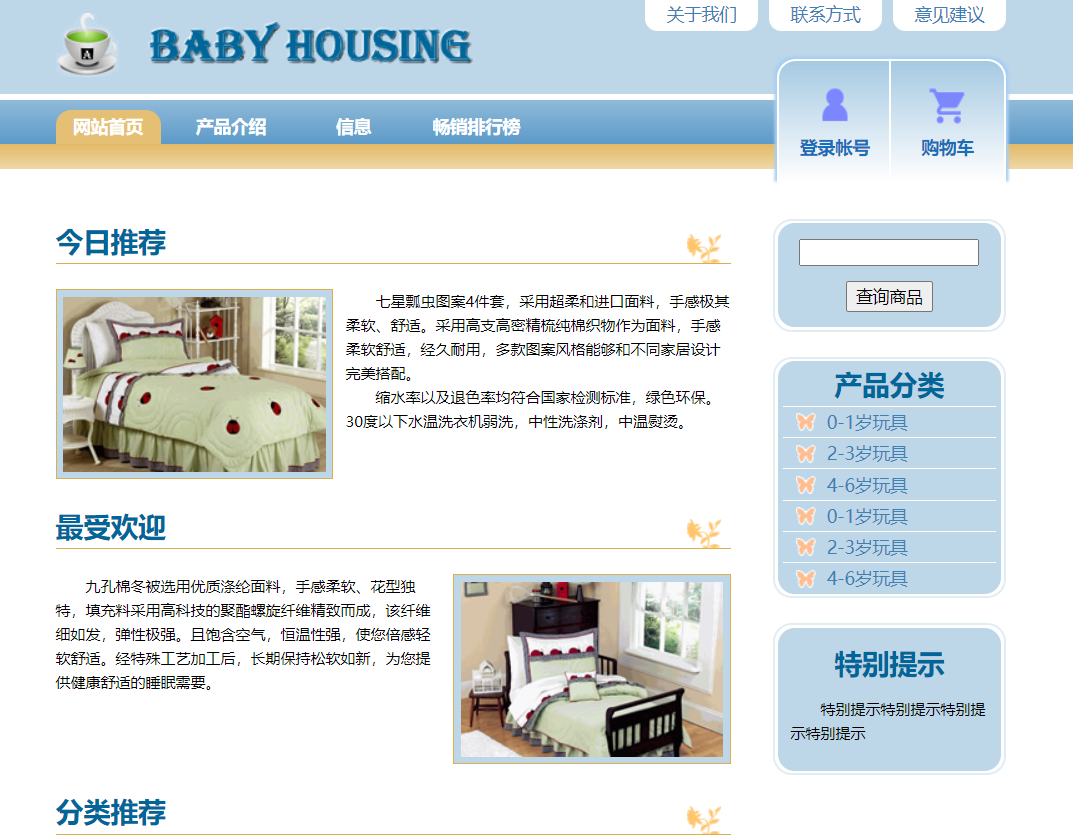 关于我们
联系方式
意见建议
A
BABY HOUSING
网站首页
产品介绍
信息
畅销排行榜
登录帐号
购物车
今日推荐
七星瓢虫图案4件套，采用超柔和进口面料，手感极其
柔软、舒适。采用高支高密精梳纯棉织物作为面料，手感
柔软舒适，经久耐用，多款图案风格能够和不同家居设计
完美搭配。
缩水率以及退色率均符合国家检测标准，绿色环保。
30度以下水温洗衣机弱洗，中性洗涤剂，中温熨烫。
最受欢迎
九孔棉冬被选用优质涤纶面料，手感柔软、花型独
特，填充料采用高科技的聚酯螺旋纤维精致而成，该纤维
细如发，弹性极强。且饱含空气，恒温性强，使您倍感轻
软舒适。经特殊工艺加工后，长期保持松软如新，为您提
供健康舒适的睡眠需要。
分类推荐
查询商品
产品分类
0-1岁玩具
2-3岁玩具
4-6岁玩具
0-1岁玩具
2-3岁玩具
4-6岁玩具
特别提示
特别提示特别提示特别提
示特别提示